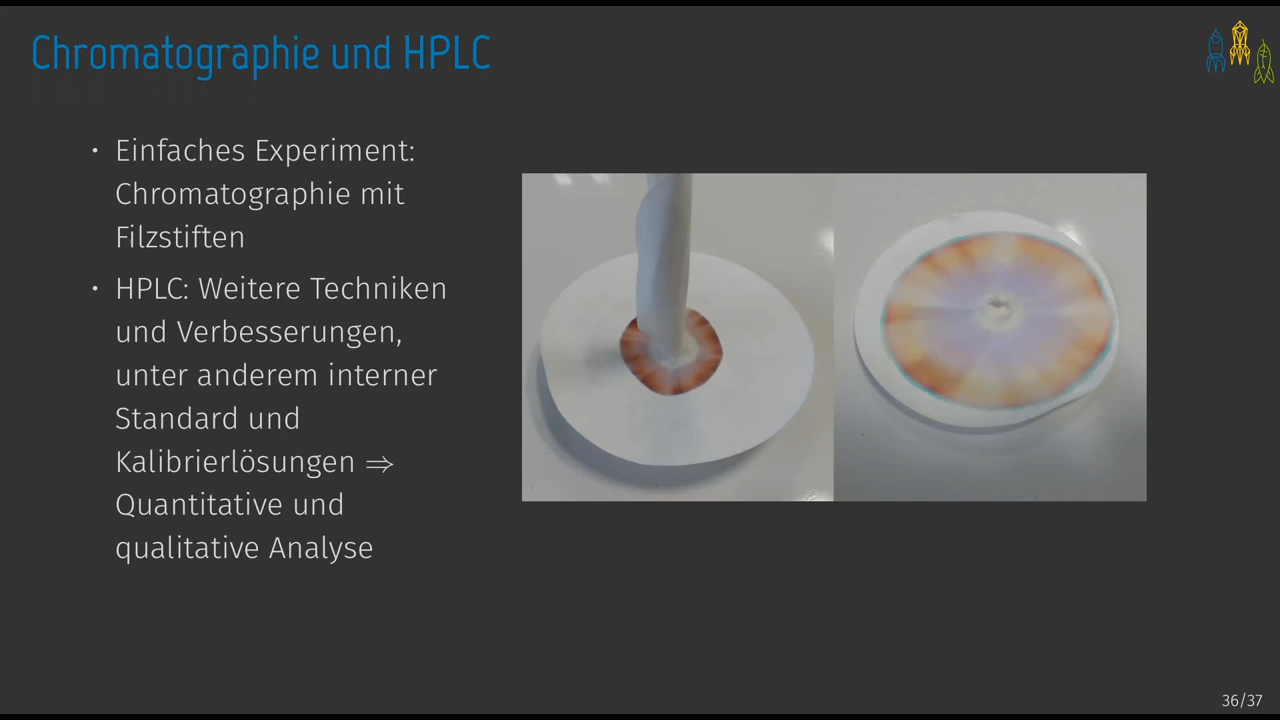 Chromatographie und HPLC
• Einfaches Experiment:
Chromatographie mit
Filzstiften
• HPLC: Weitere Techniken
und Verbesserungen,
unter anderem interner
Standard und
Kalibrierlösungen ⇒
Quantitative und
qualitative Analyse
36/37